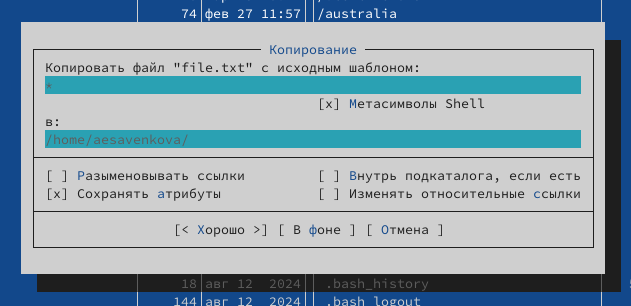 74 фев 27 11:57 /australia
Копирование
Копировать файл "file.txt" с исходным шаблоном:
*
[x] Метасимволы Shell
в:
/home/aesavenkova/
[ ] Разыменовывать ссылки [ ] Внутрь подкаталога, если есть
[x] Сохранять атрибуты [ ] Изменять относительные ссылки
[< Хорошо >] [ В фоне ] [ Отмена ]
18 авг 12 2024 .bash_history
144 авг 12 2024 .bash_logout